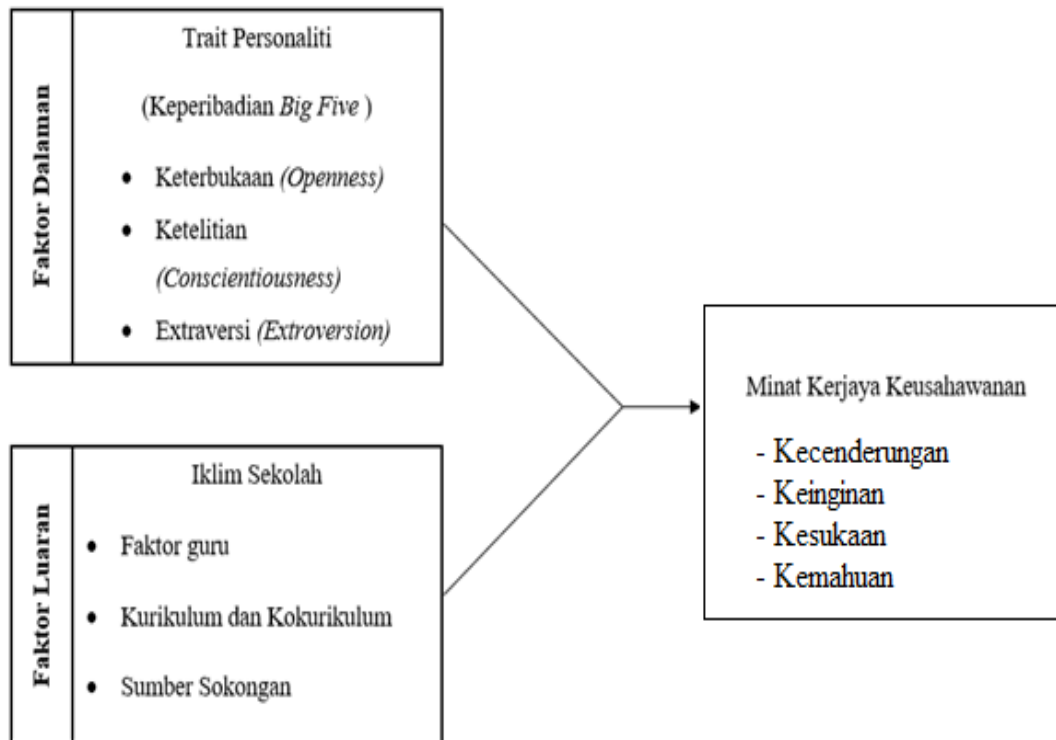 Faktor Dalaman
Trait Personaliti
(Keperibadian Big Five )
• Keterbukaan (Openness)
• Ketelitian
(Conscientiousness)
• Extraversi (Extroversion)
Faktor Luaran
Iklim Sekolah
• Faktor guru
• Kurikulum dan Kokurikulum
• Sumber Sokongan
Minat Kerjaya Keusahawanan
- Kecenderungan
- Keinginan
- Kesukaan
- Kemahuan